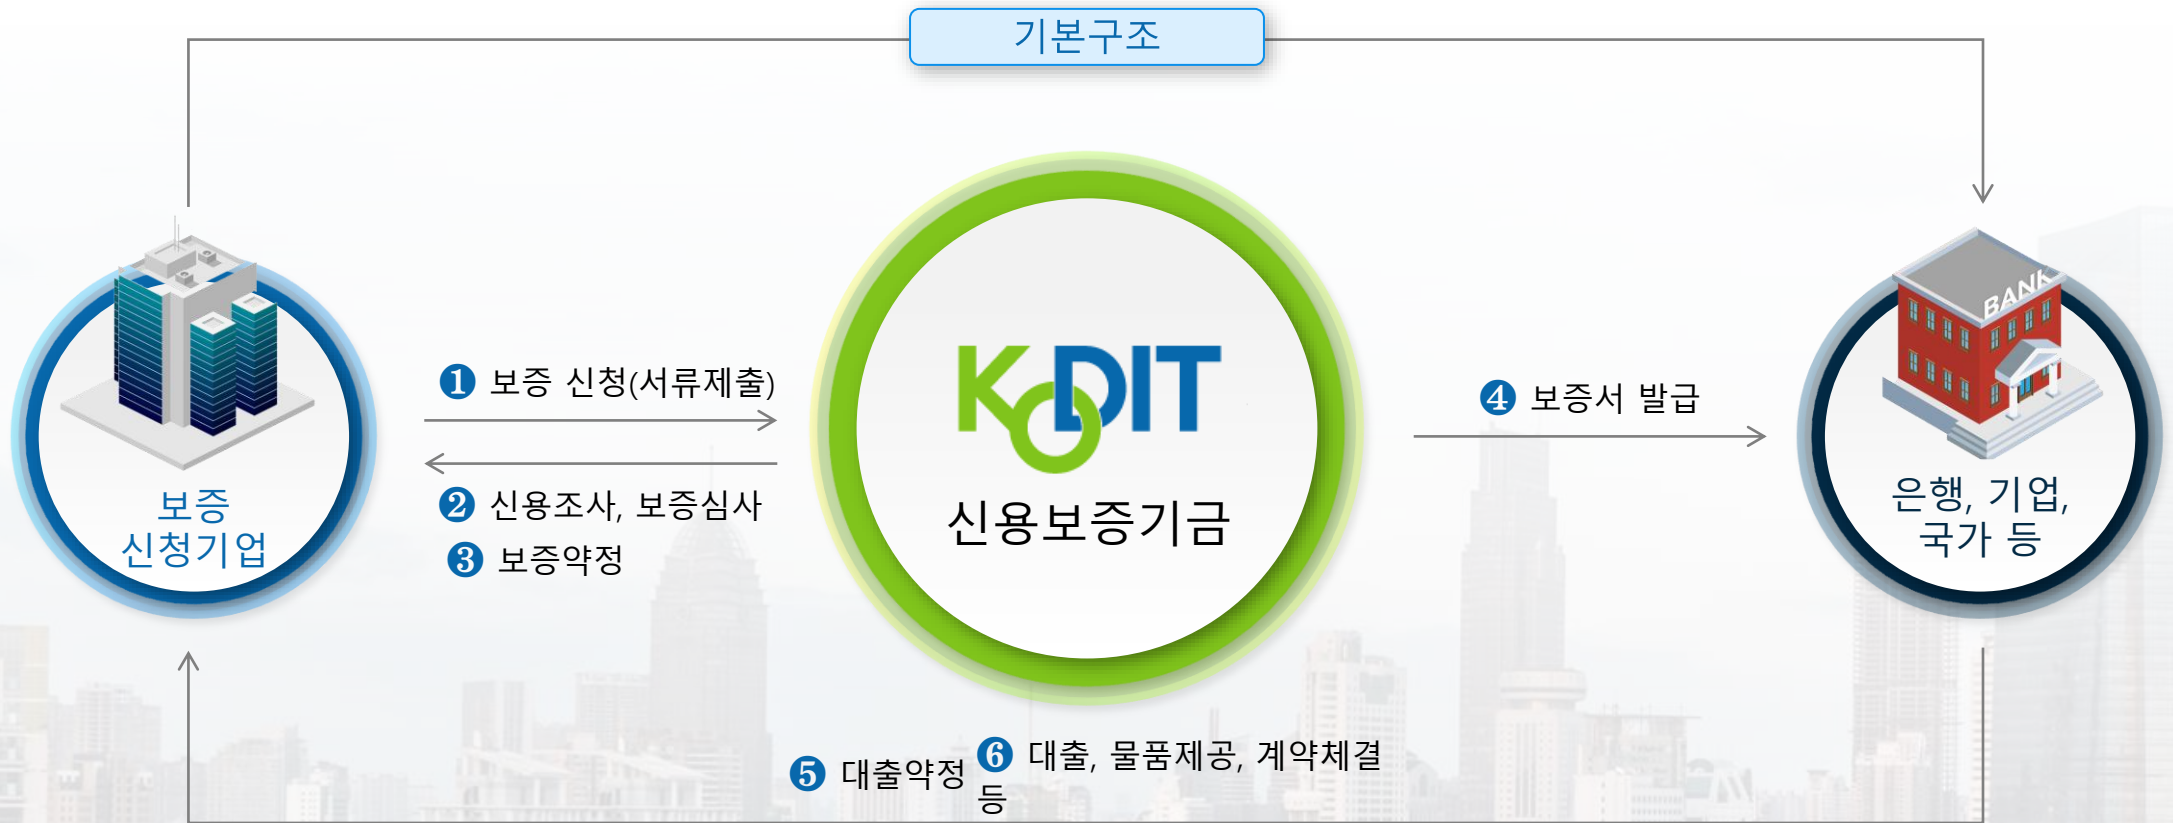 기본구조
❶ 보증 신청(서류제출)
❷ 신용조사, 보증심사
❸ 보증약정
보증
신청기업
KODIT
신용보증기금
❹ 보증서 발급
BANK
은행, 기업,
국가 등
❺ 대출약정
❻ 대출, 물품제공, 계약체결
등